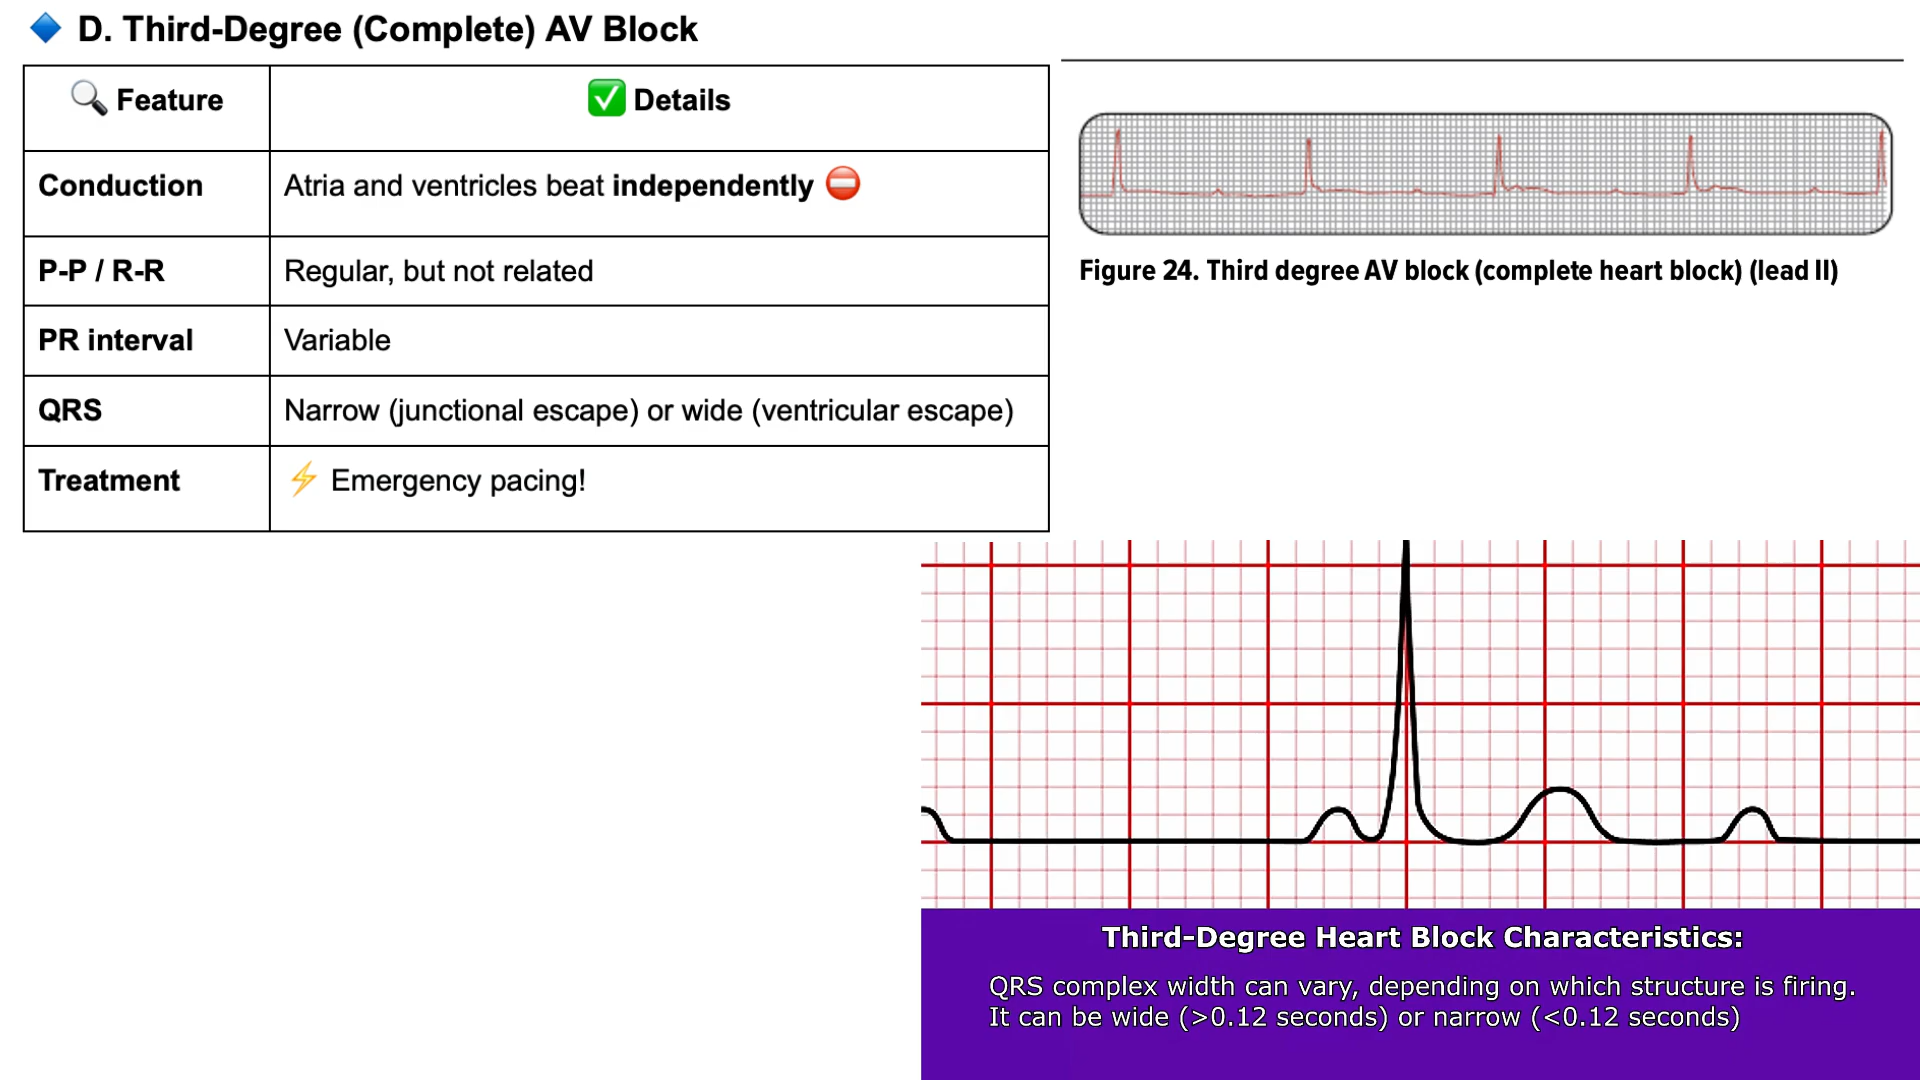 🔷 D. Third-Degree (Complete) AV Block
🔍 Feature
✅ Details
Conduction
Atria and ventricles beat independently ⛔
P-P / R-R
Regular, but not related
PR interval
Variable
QRS
Narrow (junctional escape) or wide (ventricular escape)
Treatment
⚡ Emergency pacing!
Figure 24. Third degree AV block (complete heart block) (lead II)
Third-Degree Heart Block Characteristics:
QRS complex width can vary, depending on which structure is firing.
It can be wide (>0.12 seconds) or narrow (<0.12 seconds)